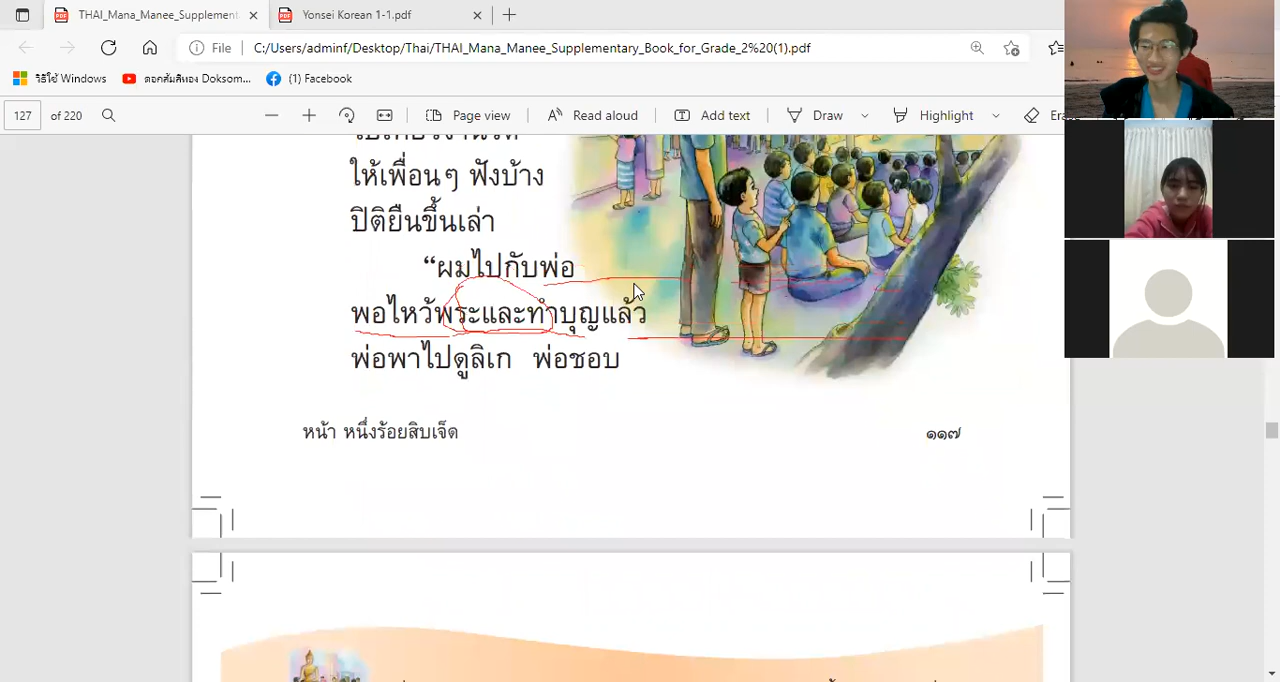 THAI_Mana_Manee_Supplementa
Yonsei Korean 1-1.pdf
File
C:/Users/adminf/Desktop/Thai/THAI_Mana_Manee_Supplementary_Book_for_Grade_2%20(1).pdf
วิธีใช้ Windows
ดอกส้มสีทอง Doksom...
(1) Facebook
127 of 220
Page view
Read aloud
Add text
Draw
Highlight
ให้เพื่อนๆ ฟังบ้าง
ปิติยืนขึ้นเล่า
“ผมไปกับพ่อ
พอไหว้พระและทำบุญแล้ว
พ่อพาไปดูลิเก พ่อชอบ
หน้า หนึ่งร้อยสิบเจ็ด
๑๑๗